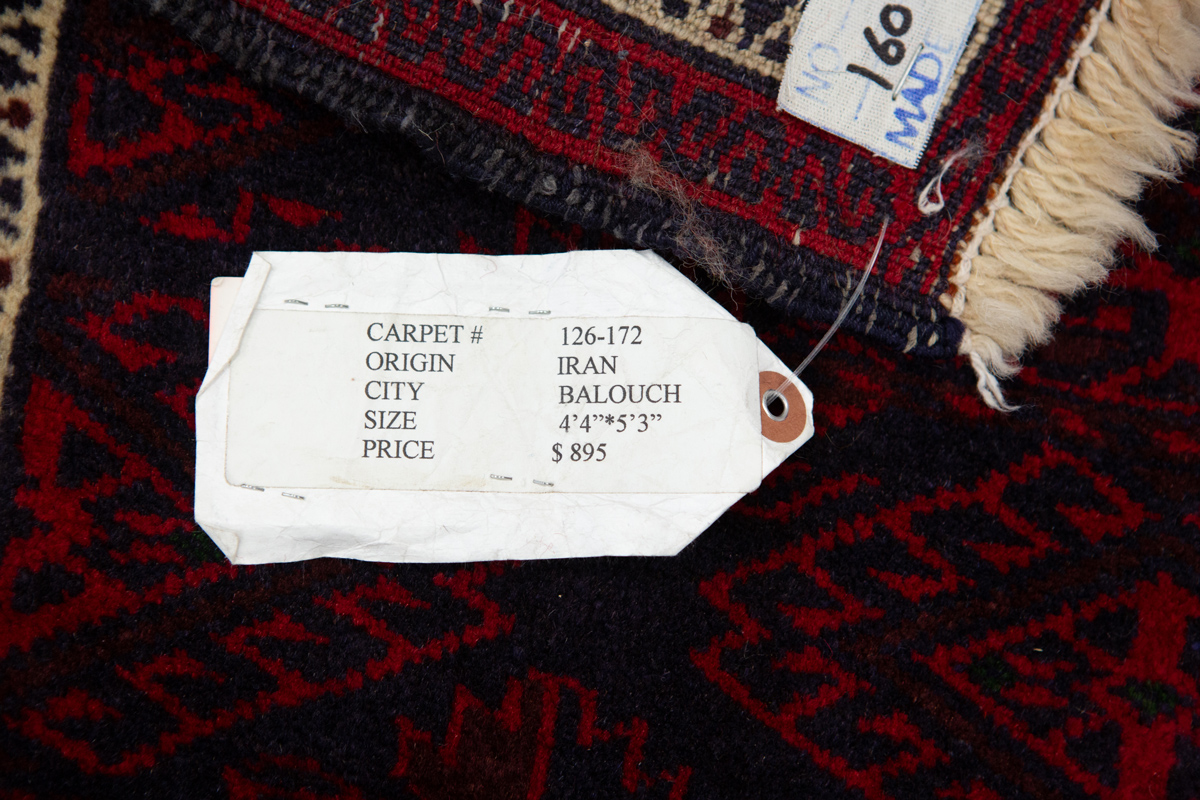 NO
160
MADE
CARPET # 126-172
ORIGIN IRAN
CITY BALOUCH
SIZE 4’4”*5’3”
PRICE $ 895